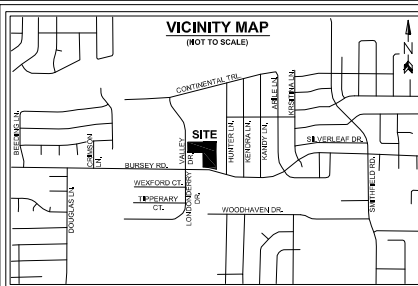 VICINITY MAP
(NOT TO SCALE)
N
CONTINENTAL TRL.
ABLE LN.
KRISTINA LN.
BEEDING LN.
CRIMSON LN.
VALLEY DR.
SITE
HUNTER LN.
KENDRA LN.
KANDY LN.
SILVERLEAF DR.
BURSEY RD.
WEXFORD CT.
TIPPERARY CT.
LONDONDERRY DR.
DOUGLAS LN.
WOODHAVEN DR.
SMITHFIELD RD.